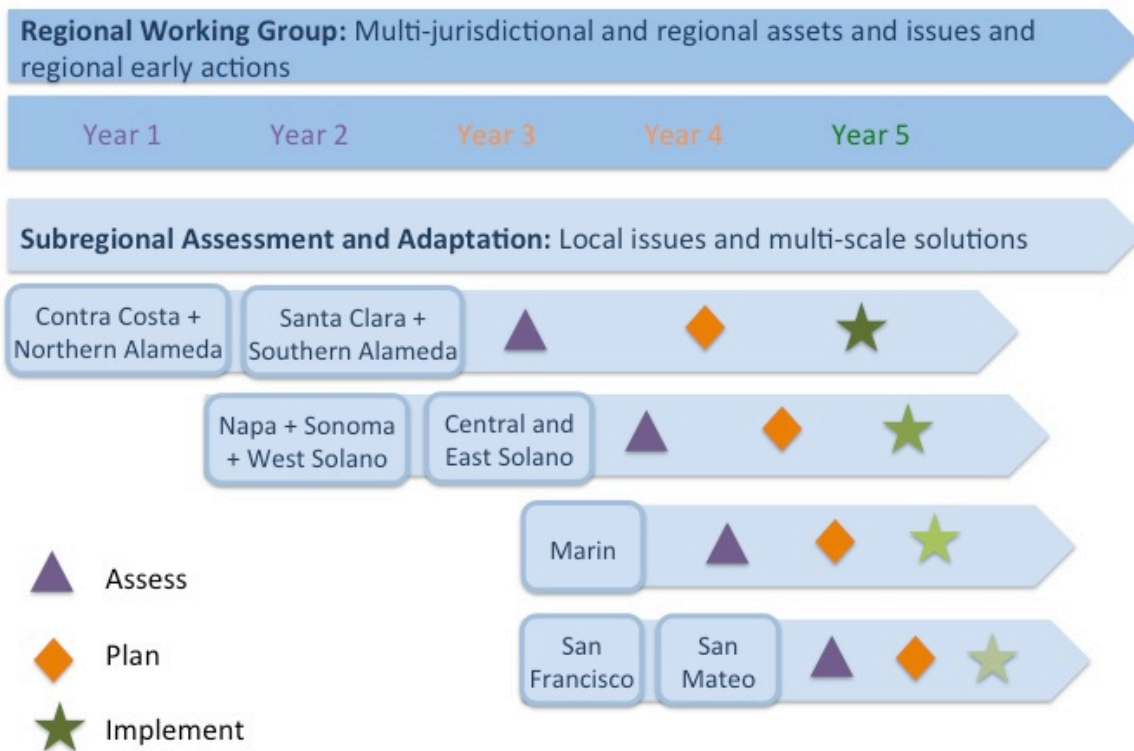 Regional Working Group: Multi-jurisdictional and regional assets and issues and
regional early actions
Year 1 Year 2 Year 3 Year 4 Year 5
Subregional Assessment and Adaptation: Local issues and multi-scale solutions
Contra Costa +
Northern Alameda
Santa Clara +
Southern Alameda
Napa + Sonoma
+ West Solano
Central and
East Solano
Marin
San
Francisco
San
Mateo
Assess
Plan
Implement